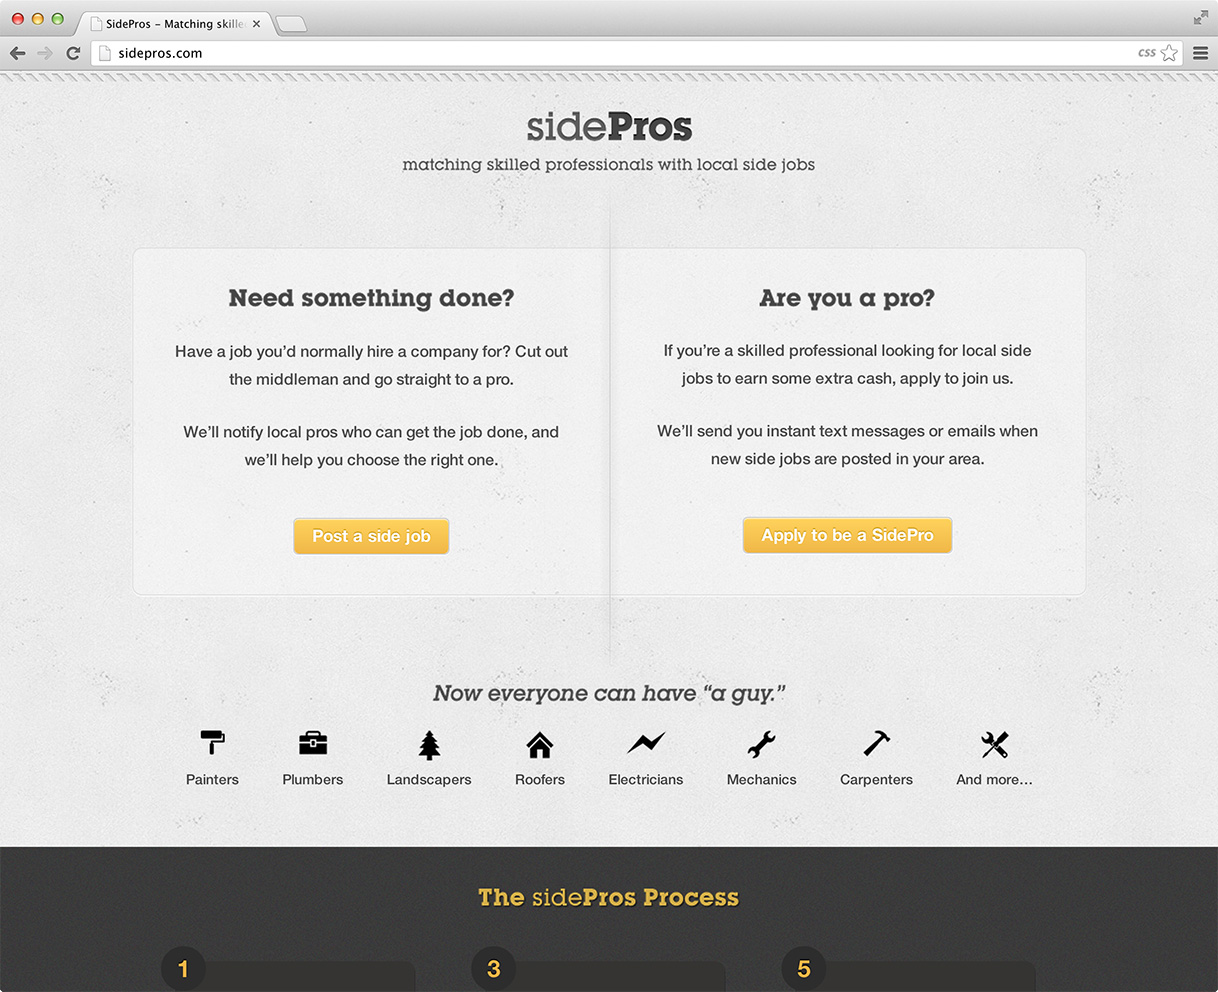 SidePros – Matching skille
sidepros.com
css
sidePros
matching skilled professionals with local side jobs
Need something done?
Have a job you’d normally hire a company for? Cut out
the middleman and go straight to a pro.
We’ll notify local pros who can get the job done, and
we’ll help you choose the right one.
Post a side job
Are you a pro?
If you’re a skilled professional looking for local side
jobs to earn some extra cash, apply to join us.
We’ll send you instant text messages or emails when
new side jobs are posted in your area.
Apply to be a SidePro
Now everyone can have “a guy.”
Painters
Plumbers
Landscapers
Roofers
Electricians
Mechanics
Carpenters
And more...
The sidePros Process
1
3
5